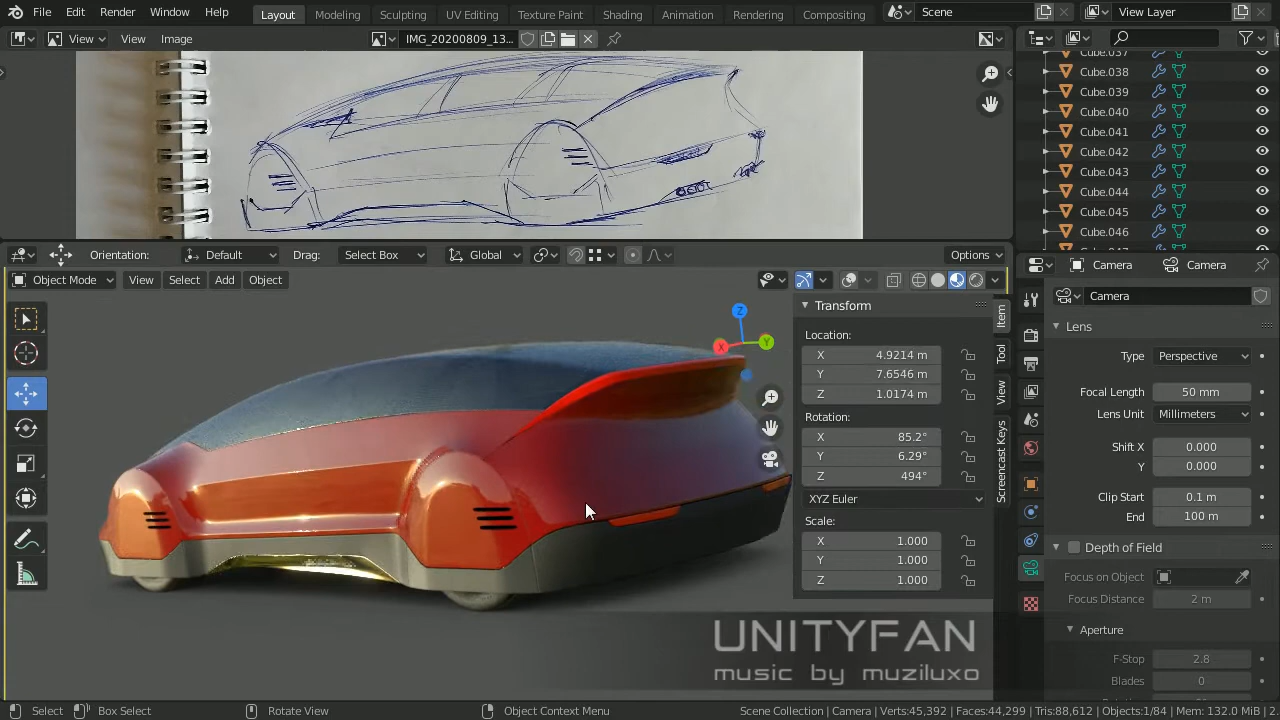 File Edit Render Window Help Layout Modeling Sculpting UV Editing Texture Paint Shading Animation Rendering Compositing Scene View Layer
View View Image IMG_20200809_13...
Cube.037
Cube.038
Cube.039
Cube.040
Cube.041
Cube.042
Cube.043
Cube.044
Cube.045
Cube.046
Cube.047
Orientation: Default Drag: Select Box Global Options
Object Mode View Select Add Object
Transform
Location:
X 4.9214 m
Y 7.6546 m
Z 1.0174 m
Rotation:
X 85.2°
Y 6.29°
Z 494°
XYZ Euler
Scale:
X 1.000
Y 1.000
Z 1.000
Item
Tool
View
Screencast Keys
Z
X
Y
Camera Camera
Camera
Lens
Type Perspective
Focal Length 50 mm
Lens Unit Millimeters
Shift X 0.000
Y 0.000
Clip Start 0.1 m
End 100 m
Depth of Field
Focus on Object
Focus Distance 2 m
Aperture
F-Stop 2.8
Blades 0
UNITYFAN
music by muziluxo
Select Box Select Rotate View Object Context Menu Scene Collection | Camera | Verts:45,392 | Faces:44,299 | Tris:88,612 | Objects:1/84 | Mem: 132.0 MiB | 2